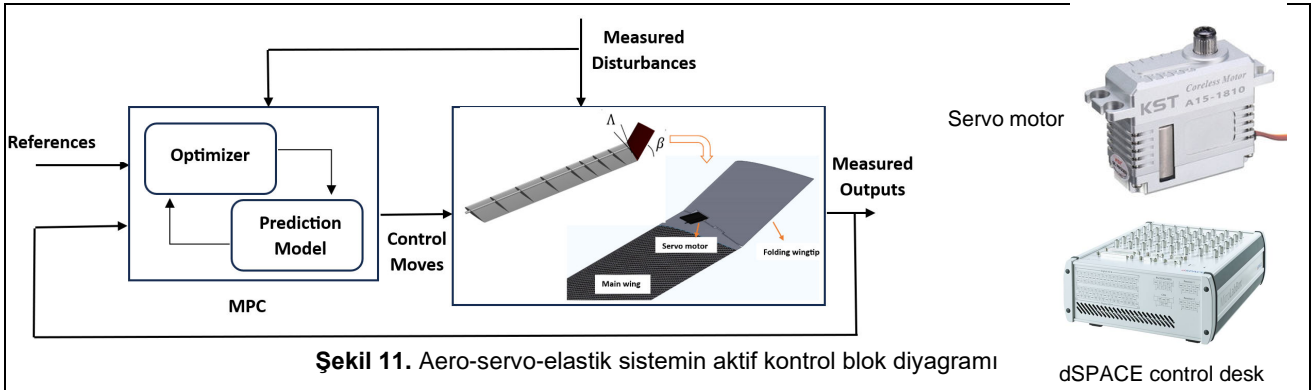 Measured
Disturbances
References
Optimizer
Prediction
Model
MPC
Control
Moves
Λ
β
Servo motor
Folding wingtip
Main wing
Measured
Outputs
Servo motor
Coreless Motor
KST A15-1810
dSPACE control desk
Şekil 11. Aero-servo-elastik sistemin aktif kontrol blok diyagramı